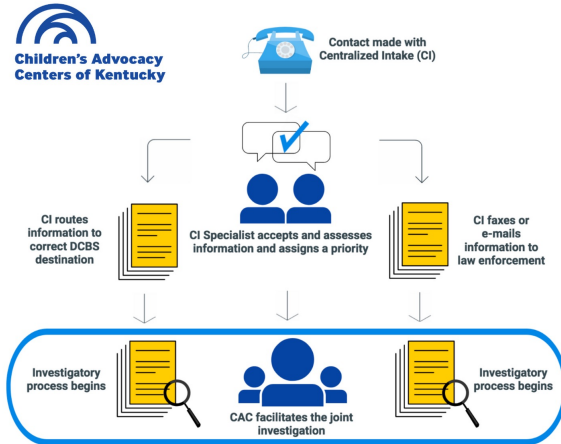 Children's Advocacy
Centers of Kentucky
Contact made with
Centralized Intake (CI)
CI routes
information to
correct DCBS
destination
CI Specialist accepts and assesses
information and assigns a priority
CI faxes or
e-mails
information to
law enforcement
Investigatory
process begins
CAC facilitates the joint
investigation
Investigatory
process begins